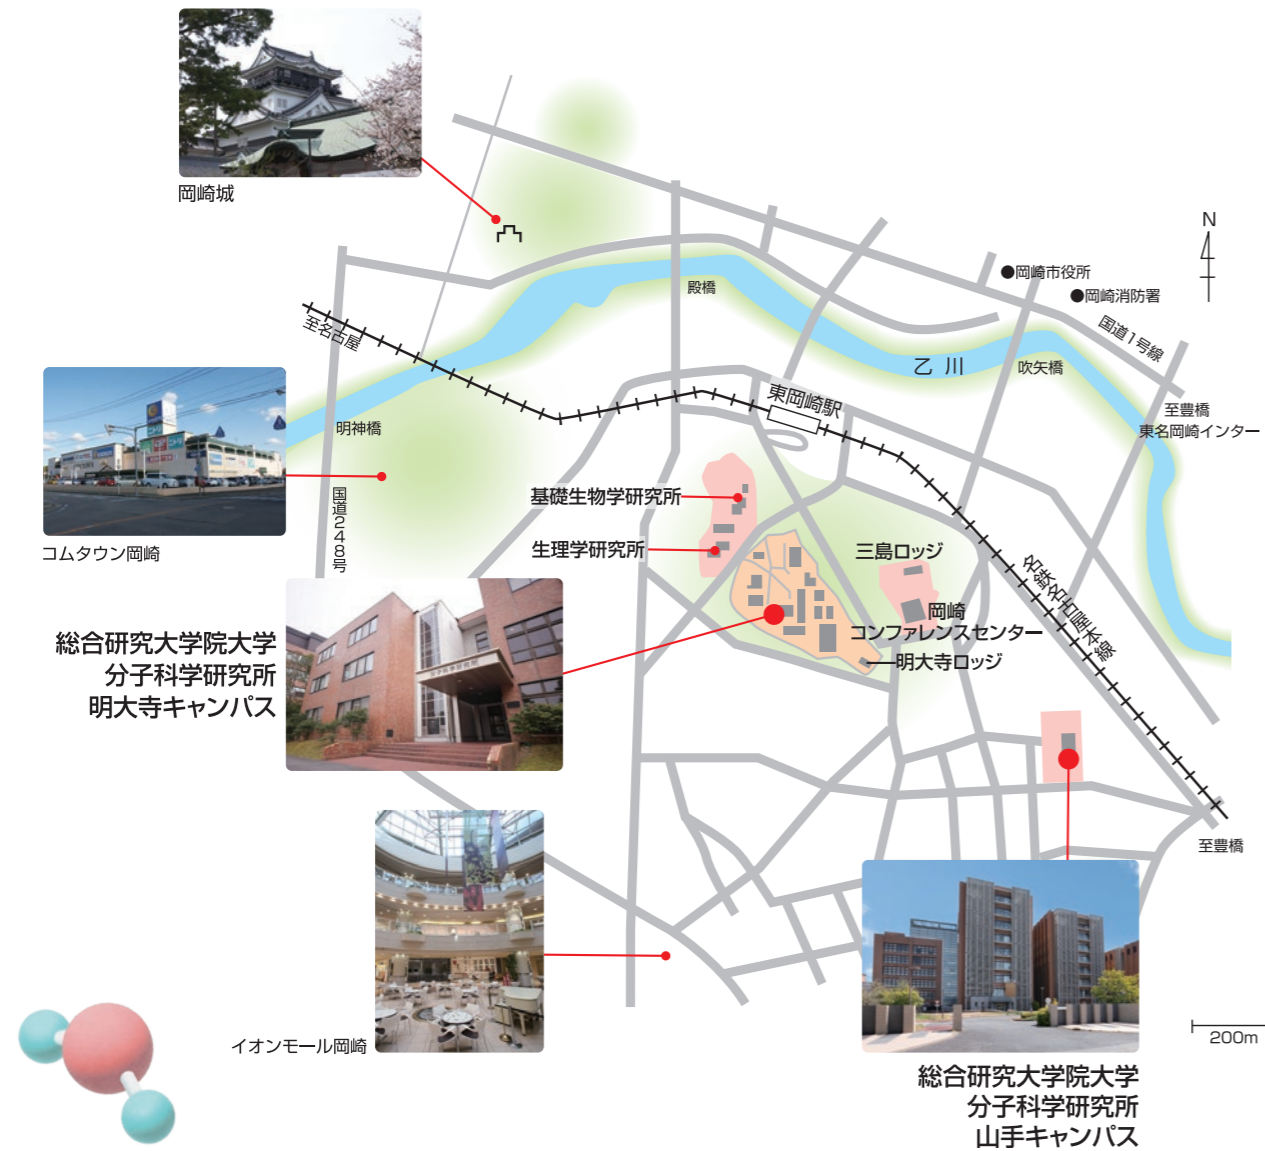 岡崎城
N
●岡崎市役所
●岡崎消防署
国道1号線
殿橋
至名古屋
乙川
吹矢橋
東岡崎駅
至豊橋
東名岡崎インター
明神橋
国道248号
コムタウン岡崎
基礎生物学研究所
生理学研究所
三島ロッジ
名鉄名古屋本線
岡崎
コンファレンスセンター
明大寺ロッジ
総合研究大学院大学
分子科学研究所
明大寺キャンパス
分子科学研究所
至豊橋
イオンモール岡崎
200m
総合研究大学院大学
分子科学研究所
山手キャンパス